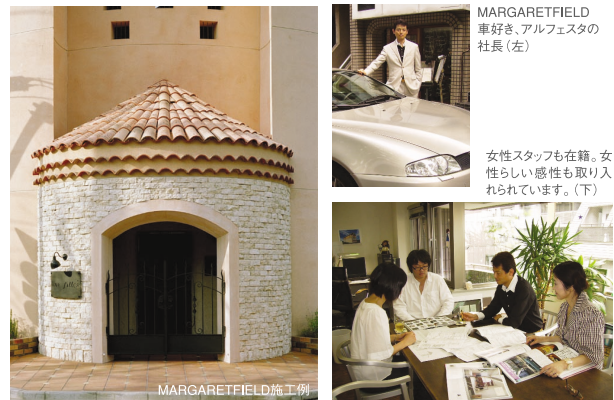 MARGARETFIELD
車好き、アルフェスタの
社長（左）
女性スタッフも在籍。女
性らしい感性も取り入
れられています。（下）
MARGARETFIELD施工例